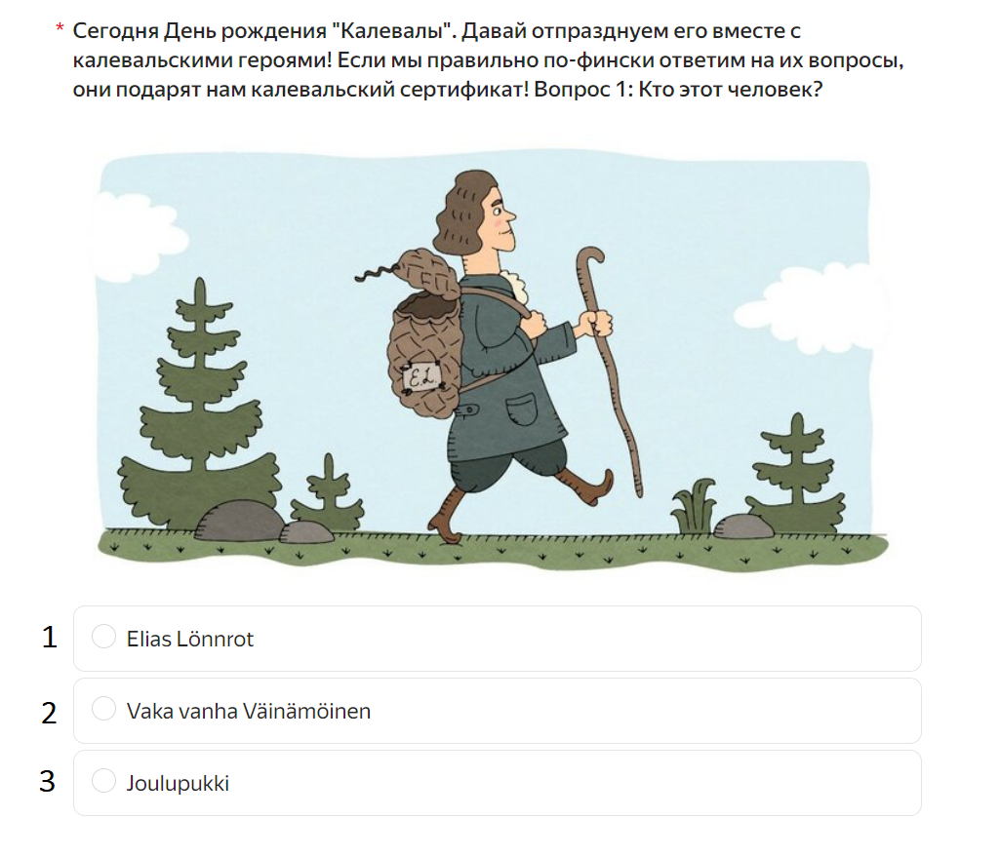 * Сегодня День рождения "Калевалы". Давай отпразднуем его вместе с
калевальскими героями! Если мы правильно по-фински ответим на их вопросы,
они подарят нам калевальский сертификат! Вопрос 1: Кто этот человек?
E.L.
1 Elias Lönnrot
2 Vaka vanha Väinämöinen
3 Joulupukki